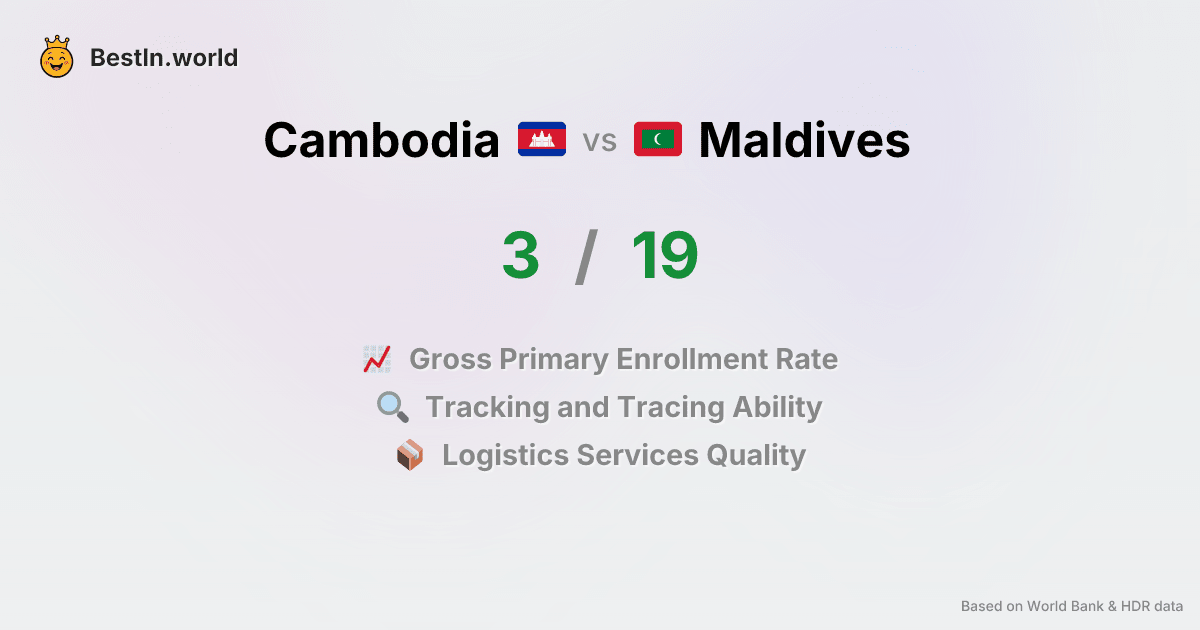 BestIn.world
Cambodia vs Maldives
3 / 19
Gross Primary Enrollment Rate
Tracking and Tracing Ability
Logistics Services Quality
Based on World Bank & HDR data